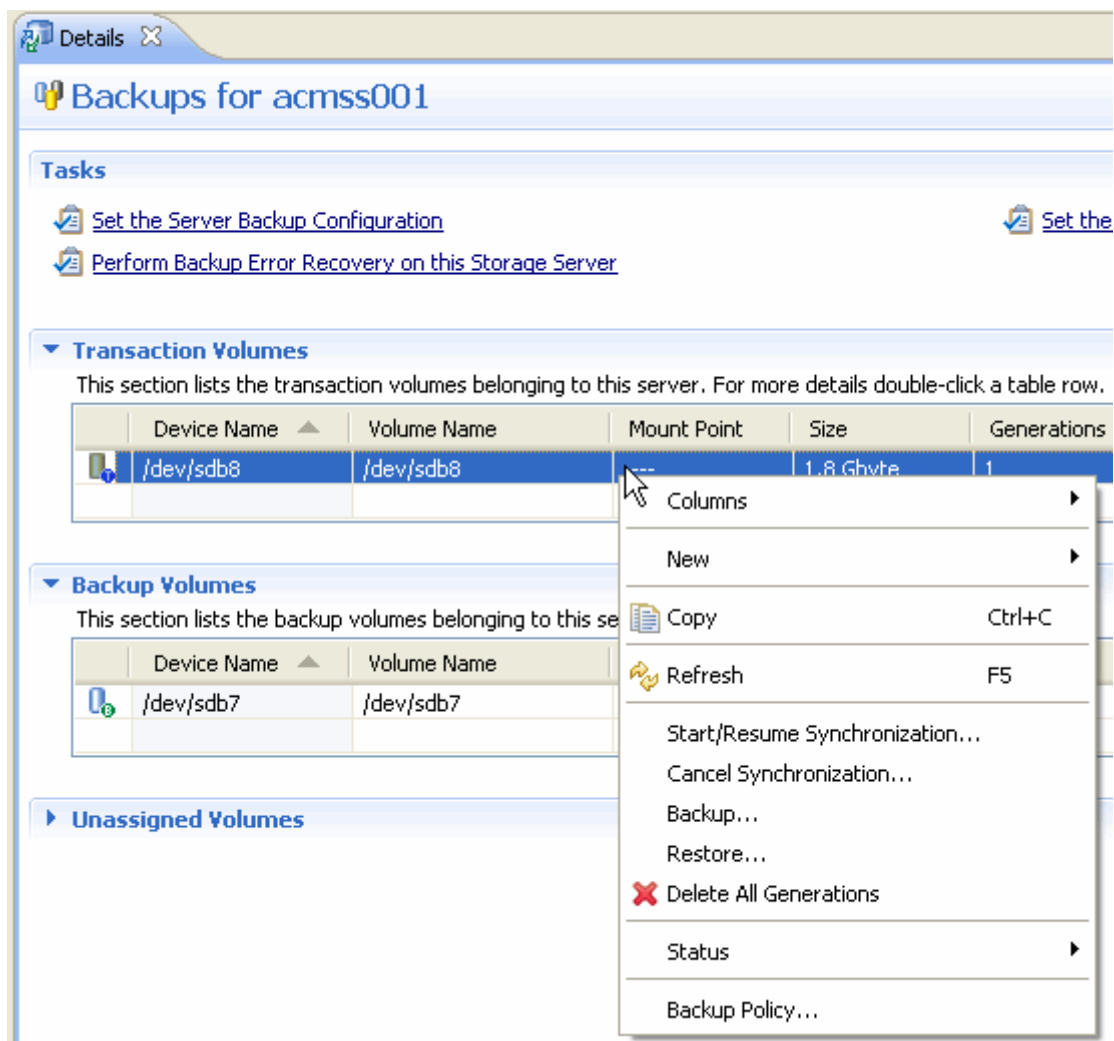 Details
Backups for acmss001
Tasks
Set the Server Backup Configuration
Set the
Perform Backup Error Recovery on this Storage Server
Transaction Volumes
This section lists the transaction volumes belonging to this server. For more details double-click a table row.
Device Name Volume Name Mount Point Size Generations
/dev/sdb8 /dev/sdb8 ---- 1.8 Gbyte 1
Columns
New
Copy Ctrl+C
Refresh F5
Start/Resume Synchronization...
Cancel Synchronization...
Backup...
Restore...
Delete All Generations
Status
Backup Policy...
Backup Volumes
This section lists the backup volumes belonging to this se
Device Name Volume Name
/dev/sdb7 /dev/sdb7
Unassigned Volumes